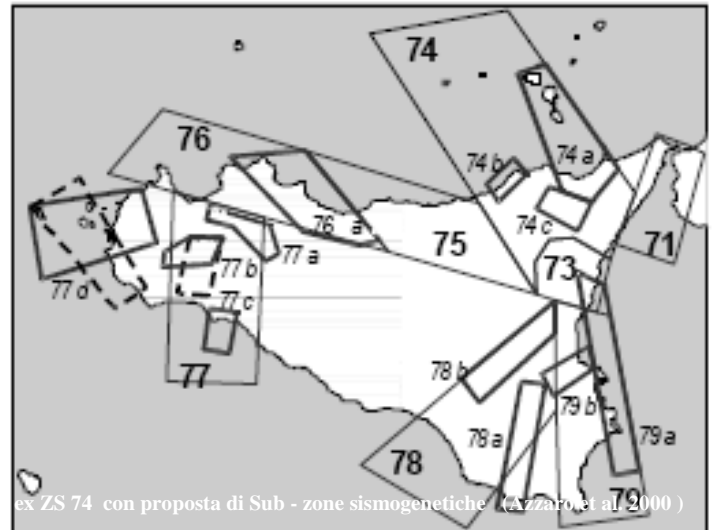 74
76
74 b
74 a
76 a
74 c
75
71
77 a
73
77 b
77 d
77 c
78 b
77
79 b
78 a
79 a
78
79
ex ZS 74 con proposta di Sub - zone sismogenetiche (Azzaro et al. 2000 )